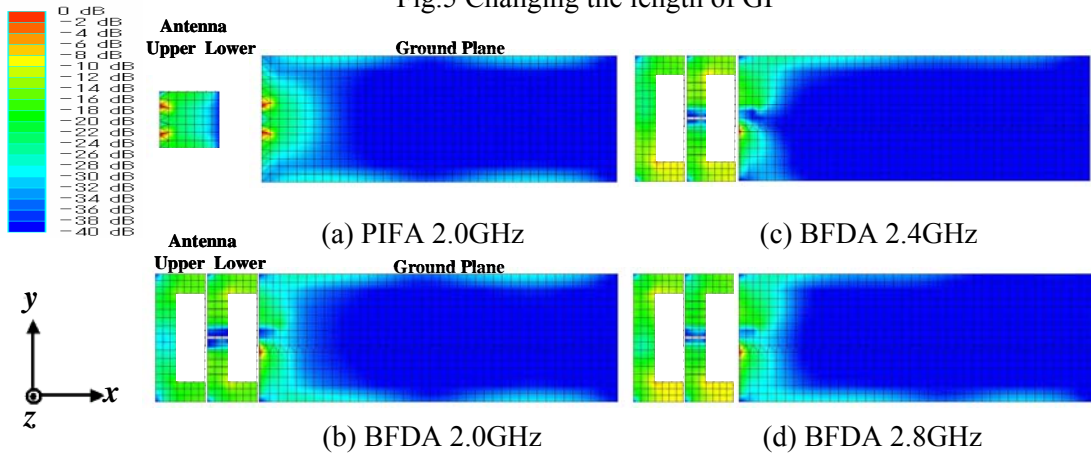 Fig.5 Changing the length of GP
0 dB
-2 dB
-4 dB
-6 dB
-8 dB
-10 dB
-12 dB
-14 dB
-16 dB
-18 dB
-20 dB
-22 dB
-24 dB
-26 dB
-28 dB
-30 dB
-32 dB
-34 dB
-36 dB
-38 dB
-40 dB
Antenna
Upper Lower
Ground Plane
(a) PIFA 2.0GHz
(c) BFDA 2.4GHz
Antenna
Upper Lower
Ground Plane
y
x
z
(b) BFDA 2.0GHz
(d) BFDA 2.8GHz